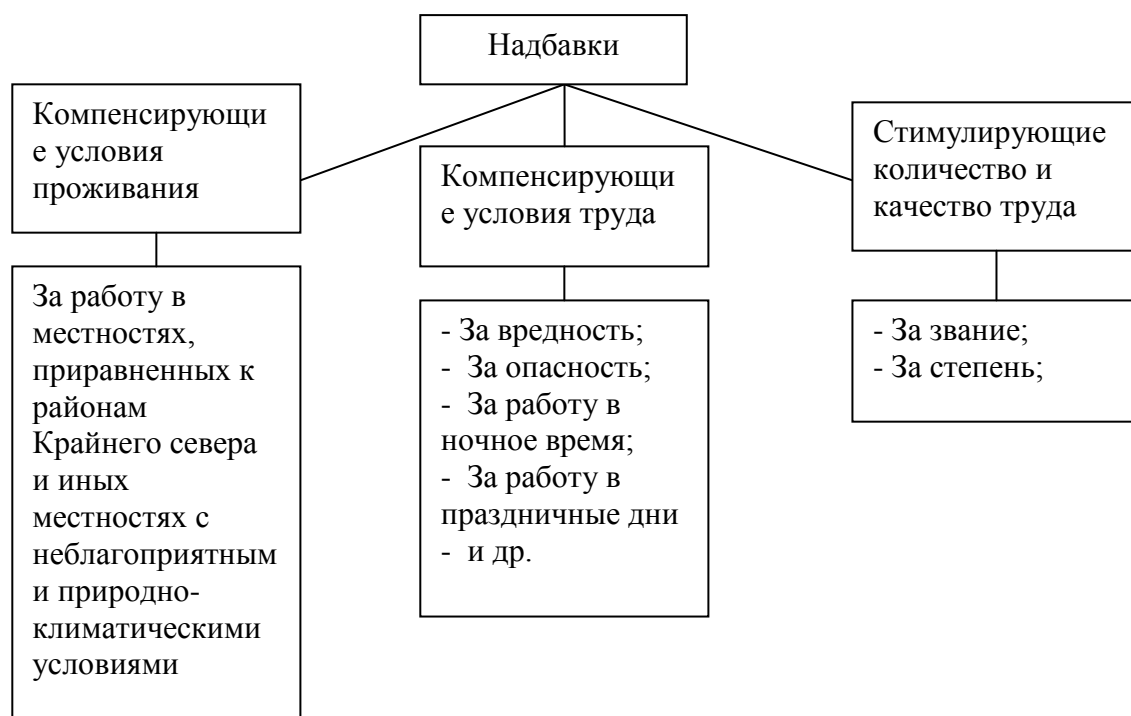 Надбавки
Компенсирующи
е условия
проживания
Компенсирующи
е условия труда
Стимулирующие
количество и
качество труда
За работу в
местностях,
приравненных к
районам
Крайнего севера
и иных
местностях с
неблагоприятным
и природно-
климатическими
условиями
- За вредность;
- За опасность;
- За работу в
ночное время;
- За работу в
праздничные дни
- и др.
- За звание;
- За степень;